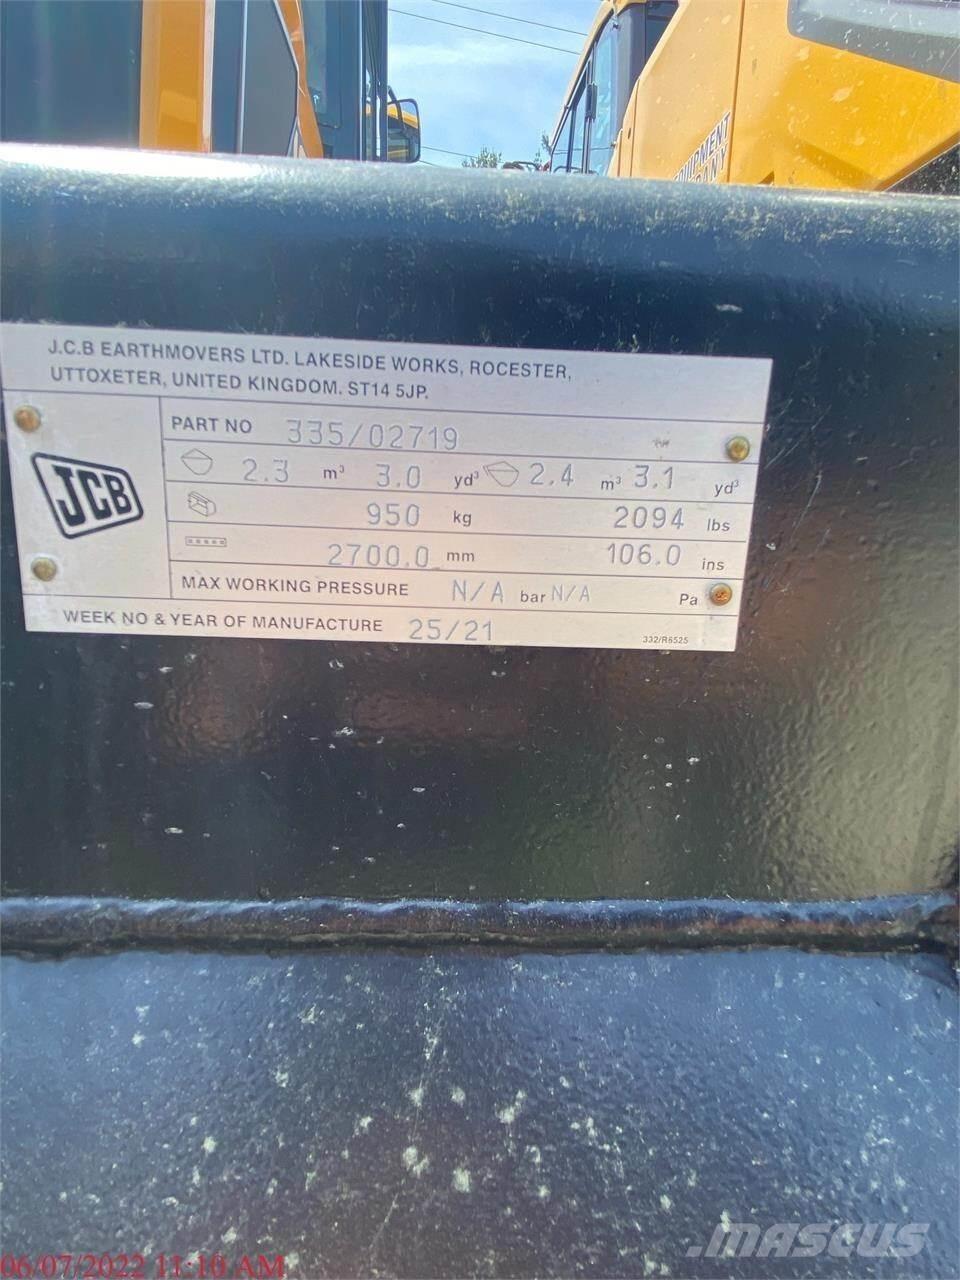 EQUIPMENT
J.C.B EARTHMOVERS LTD. LAKESIDE WORKS, ROCESTER,
UTTOXETER, UNITED KINGDOM. ST14 5JP.
JCB
PART NO 335/02719
2.3 m³ 3.0 yd³ 2.4 m³ 3.1 yd³
950 kg 2094 lbs
2700.0 mm 106.0 ins
MAX WORKING PRESSURE N/A bar N/A Pa
WEEK NO & YEAR OF MANUFACTURE 25/21
332/R6525
06/07/2022 11:10 AM
MASCUS